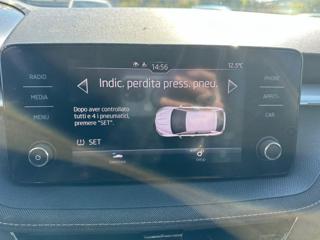 14:56
12.5°C
RADIO
MEDIA
MENU
Indic. perdita press. pneu.
Dopo aver controllato
tutti e 4 i pneumatici,
premere "SET".
SET
PHONE
CAR